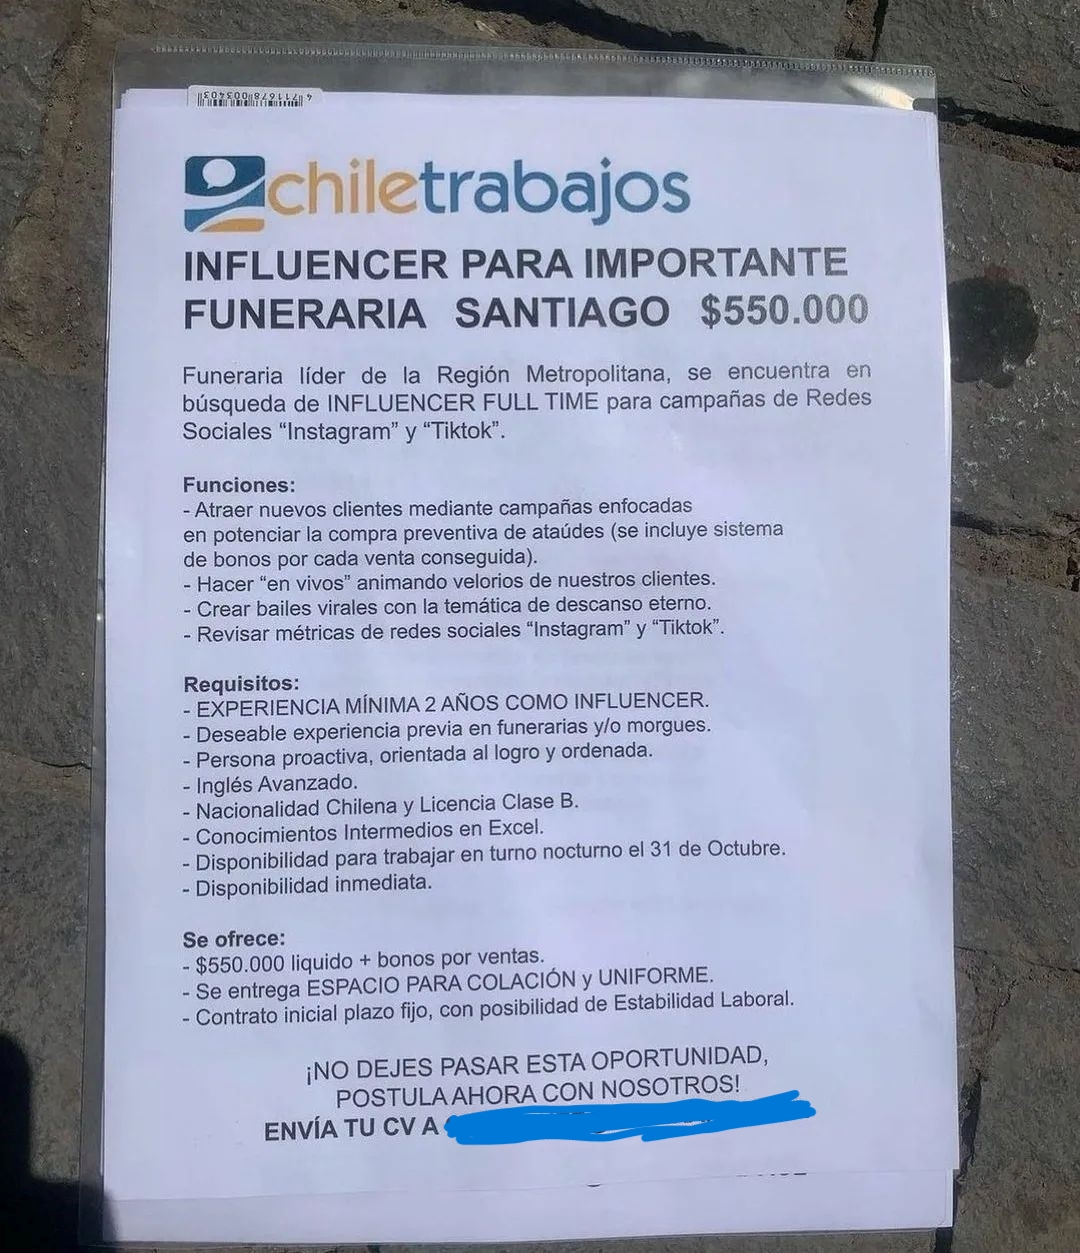 4711678003403
chiletrabajos
INFLUENCER PARA IMPORTANTE
FUNERARIA SANTIAGO $550.000
Funeraria líder de la Región Metropolitana, se encuentra en
búsqueda de INFLUENCER FULL TIME para campañas de Redes
Sociales “Instagram” y “Tiktok”.
Funciones:
- Atraer nuevos clientes mediante campañas enfocadas
en potenciar la compra preventiva de ataúdes (se incluye sistema
de bonos por cada venta conseguida).
- Hacer “en vivos” animando velorios de nuestros clientes.
- Crear bailes virales con la temática de descanso eterno.
- Revisar métricas de redes sociales “Instagram” y “Tiktok”.
Requisitos:
- EXPERIENCIA MÍNIMA 2 AÑOS COMO INFLUENCER.
- Deseable experiencia previa en funerarias y/o morgues.
- Persona proactiva, orientada al logro y ordenada.
- Inglés Avanzado.
- Nacionalidad Chilena y Licencia Clase B.
- Conocimientos Intermedios en Excel.
- Disponibilidad para trabajar en turno nocturno el 31 de Octubre.
- Disponibilidad inmediata.
Se ofrece:
- $550.000 liquido + bonos por ventas.
- Se entrega ESPACIO PARA COLACIÓN y UNIFORME.
- Contrato inicial plazo fijo, con posibilidad de Estabilidad Laboral.
¡NO DEJES PASAR ESTA OPORTUNIDAD,
POSTULA AHORA CON NOSOTROS!
ENVÍA TU CV A